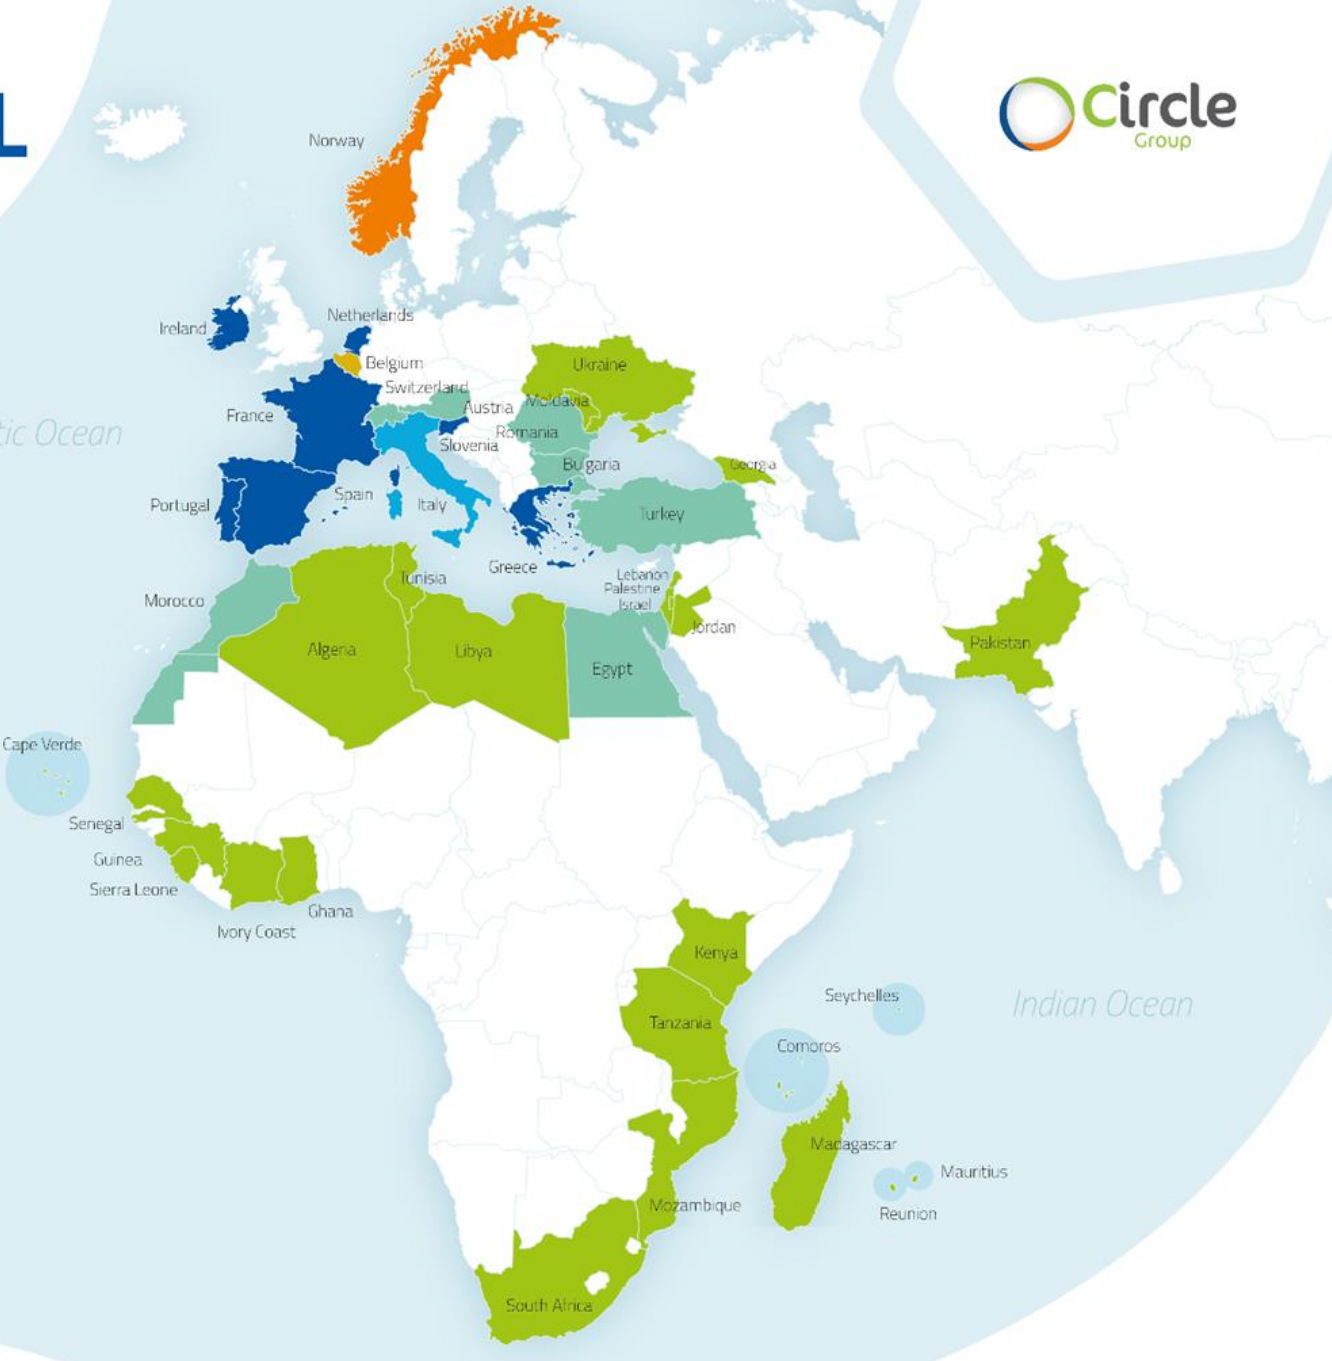 L
Circle
Group
Norway
Netherlands
Ireland
Belgium
Ukraine
Switzerland
Moldavia
Austria
France
Romania
Slovenia
tic Ocean
Bulgaria
Georgia
Spain
Portugal
Italy
Turkey
Greece
Lebanon
Tunisia
Palestine
Morocco
Israel
Jordan
Pakistan
Algeria
Libya
Egypt
Cape Verde
Senegal
Guinea
Sierra Leone
Ghana
Ivory Coast
Kenya
Seychelles
Indian Ocean
Tanzania
Comoros
Madagascar
Mauritius
Mozambique
Reunion
South Africa